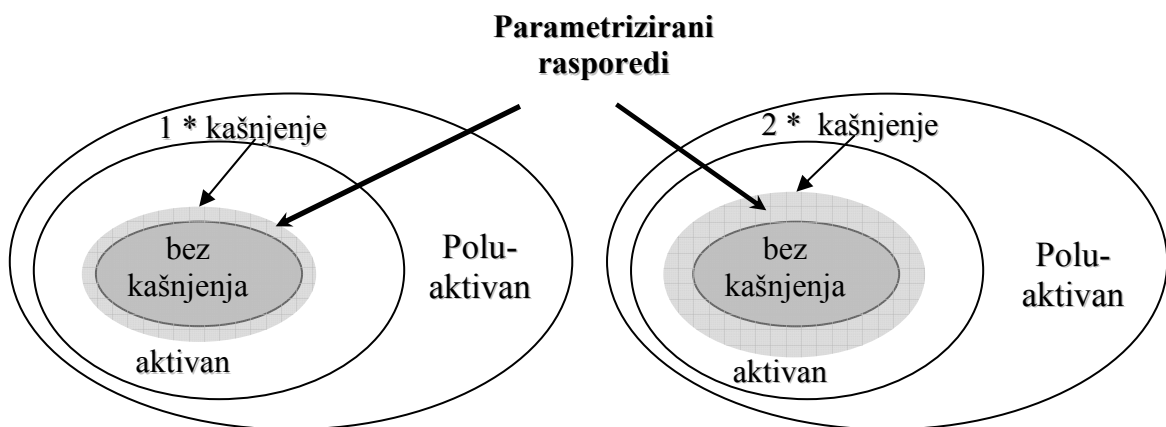 Parametrizirani
rasporedi
1 * kašnjenje
bez
kašnjenja
aktivan
Polu-
aktivan
2 * kašnjenje
bez
kašnjenja
aktivan
Polu-
aktivan